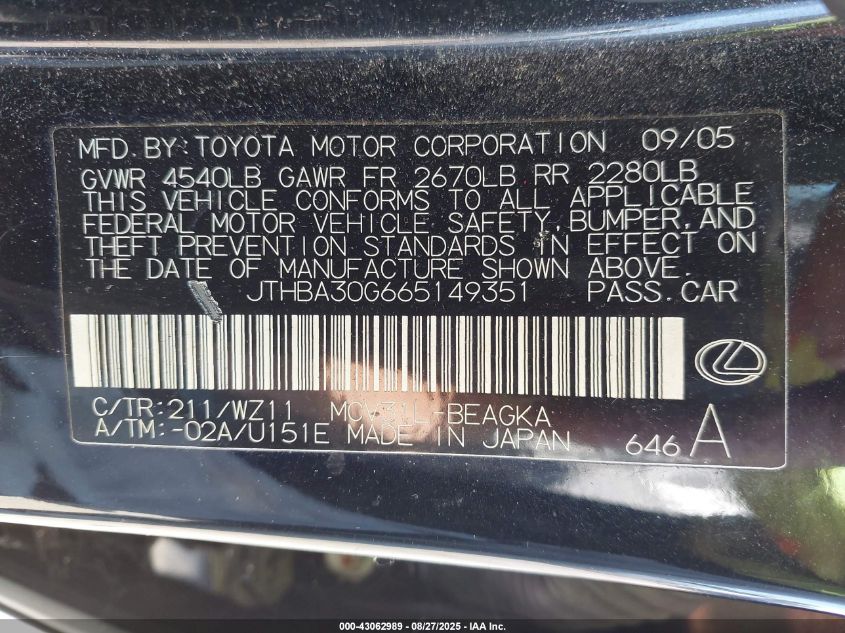 MFD.BY:TOYOTA MOTOR CORPORATION 09/05
GVWR 4540LB GAWR FR 2670LB RR 2280LB
THIS VEHICLE CONFORMS TO ALL APPLICABLE
FEDERAL MOTOR VEHICLE SAFETY,BUMPER,AND
THEFT PREVENTION STANDARDS IN EFFECT ON
THE DATE OF MANUFACTURE SHOWN ABOVE.
JTHBA30G665149351 PASS.CAR
C/TR:211/WZ11 MCV31L-BEAGKA
A/TM:-02A/U151E MADE IN JAPAN 646 A
000-43062989 - 08/27/2025 - IAA Inc.